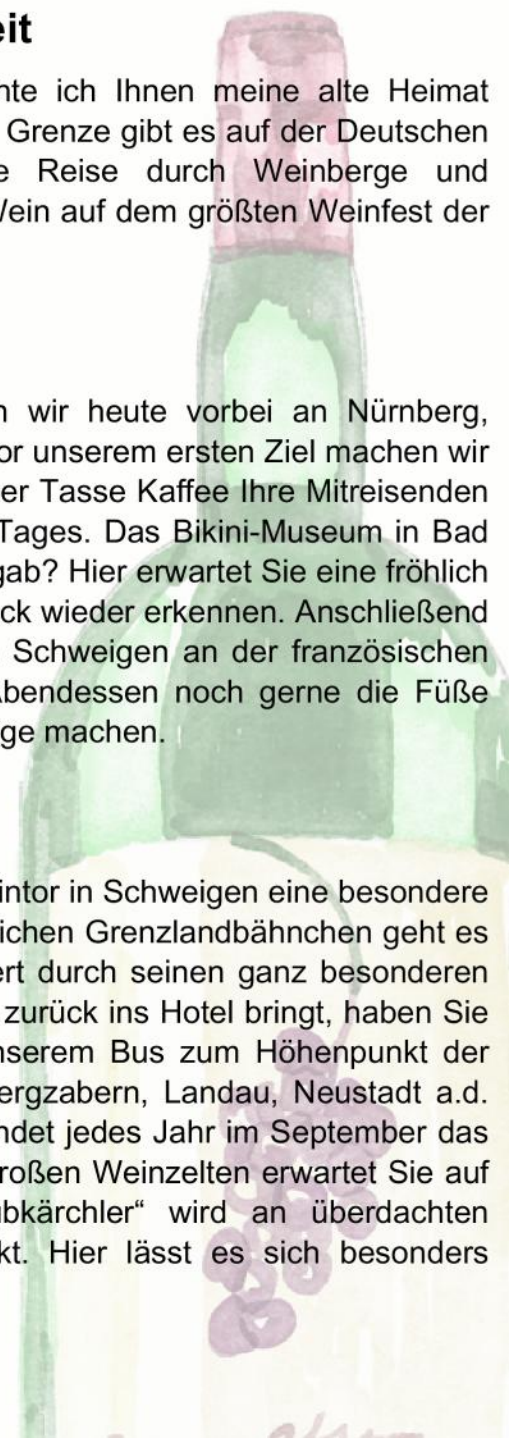 eit
nte ich Ihnen meine alte Heimat
Grenze gibt es auf der Deutschen
e Reise durch Weinberge und
Wein auf dem größten Weinfest der
n wir heute vorbei an Nürnberg,
or unserem ersten Ziel machen wir
er Tasse Kaffee Ihre Mitreisenden
Tages. Das Bikini-Museum in Bad
gab? Hier erwartet Sie eine fröhlich
ck wieder erkennen. Anschließend
Schweigen an der französischen
Abendessen noch gerne die Füße
ge machen.
intor in Schweigen eine besondere
lichen Grenzlandbähnchen geht es
ert durch seinen ganz besonderen
zurück ins Hotel bringt, haben Sie
nserem Bus zum Höhenpunkt der
ergzabern, Landau, Neustadt a.d.
ndet jedes Jahr im September das
roßen Weinzelten erwartet Sie auf
ubkärchler“ wird an überdachten
kt. Hier lässt es sich besonders